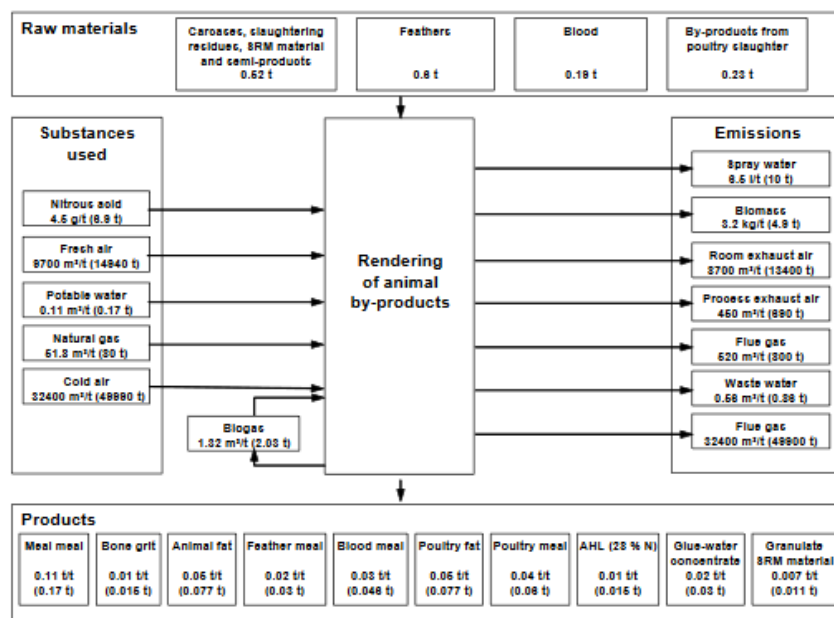 Raw materials
Carcases, slaughtering
residues, SRM material
and semi-products
0.52 t
Feathers
0.6 t
Blood
0.19 t
By-products from
poultry slaughter
0.23 t
Substances
used
Nitrous acid
4.5 g/t (6.9 t)
Fresh air
9700 m³/t (14940 t)
Potable water
0.11 m³/t (0.17 t)
Natural gas
51.8 m³/t (80 t)
Cold air
32400 m³/t (49990 t)
Biogas
1.32 m³/t (2.03 t)
Rendering
of animal
by-products
Emissions
Spray water
6.5 l/t (10 t)
Biomass
3.2 kg/t (4.9 t)
Room exhaust air
8700 m³/t (13400 t)
Process exhaust air
450 m³/t (690 t)
Flue gas
520 m³/t (800 t)
Waste water
0.56 m³/t (0.36 t)
Flue gas
32400 m³/t (49900 t)
Products
Meal meal
0.11 t/t
(0.17 t)
Bone grit
0.01 t/t
(0.015 t)
Animal fat
0.05 t/t
(0.077 t)
Feather meal
0.02 t/t
(0.03 t)
Blood meal
0.03 t/t
(0.046 t)
Poultry fat
0.05 t/t
(0.077 t)
Poultry meal
0.04 t/t
(0.06 t)
AHL (28 % N)
0.01 t/t
(0.015 t)
Glue-water
concentrate
0.02 t/t
(0.03 t)
Granulate
SRM material
0.007 t/t
(0.011 t)